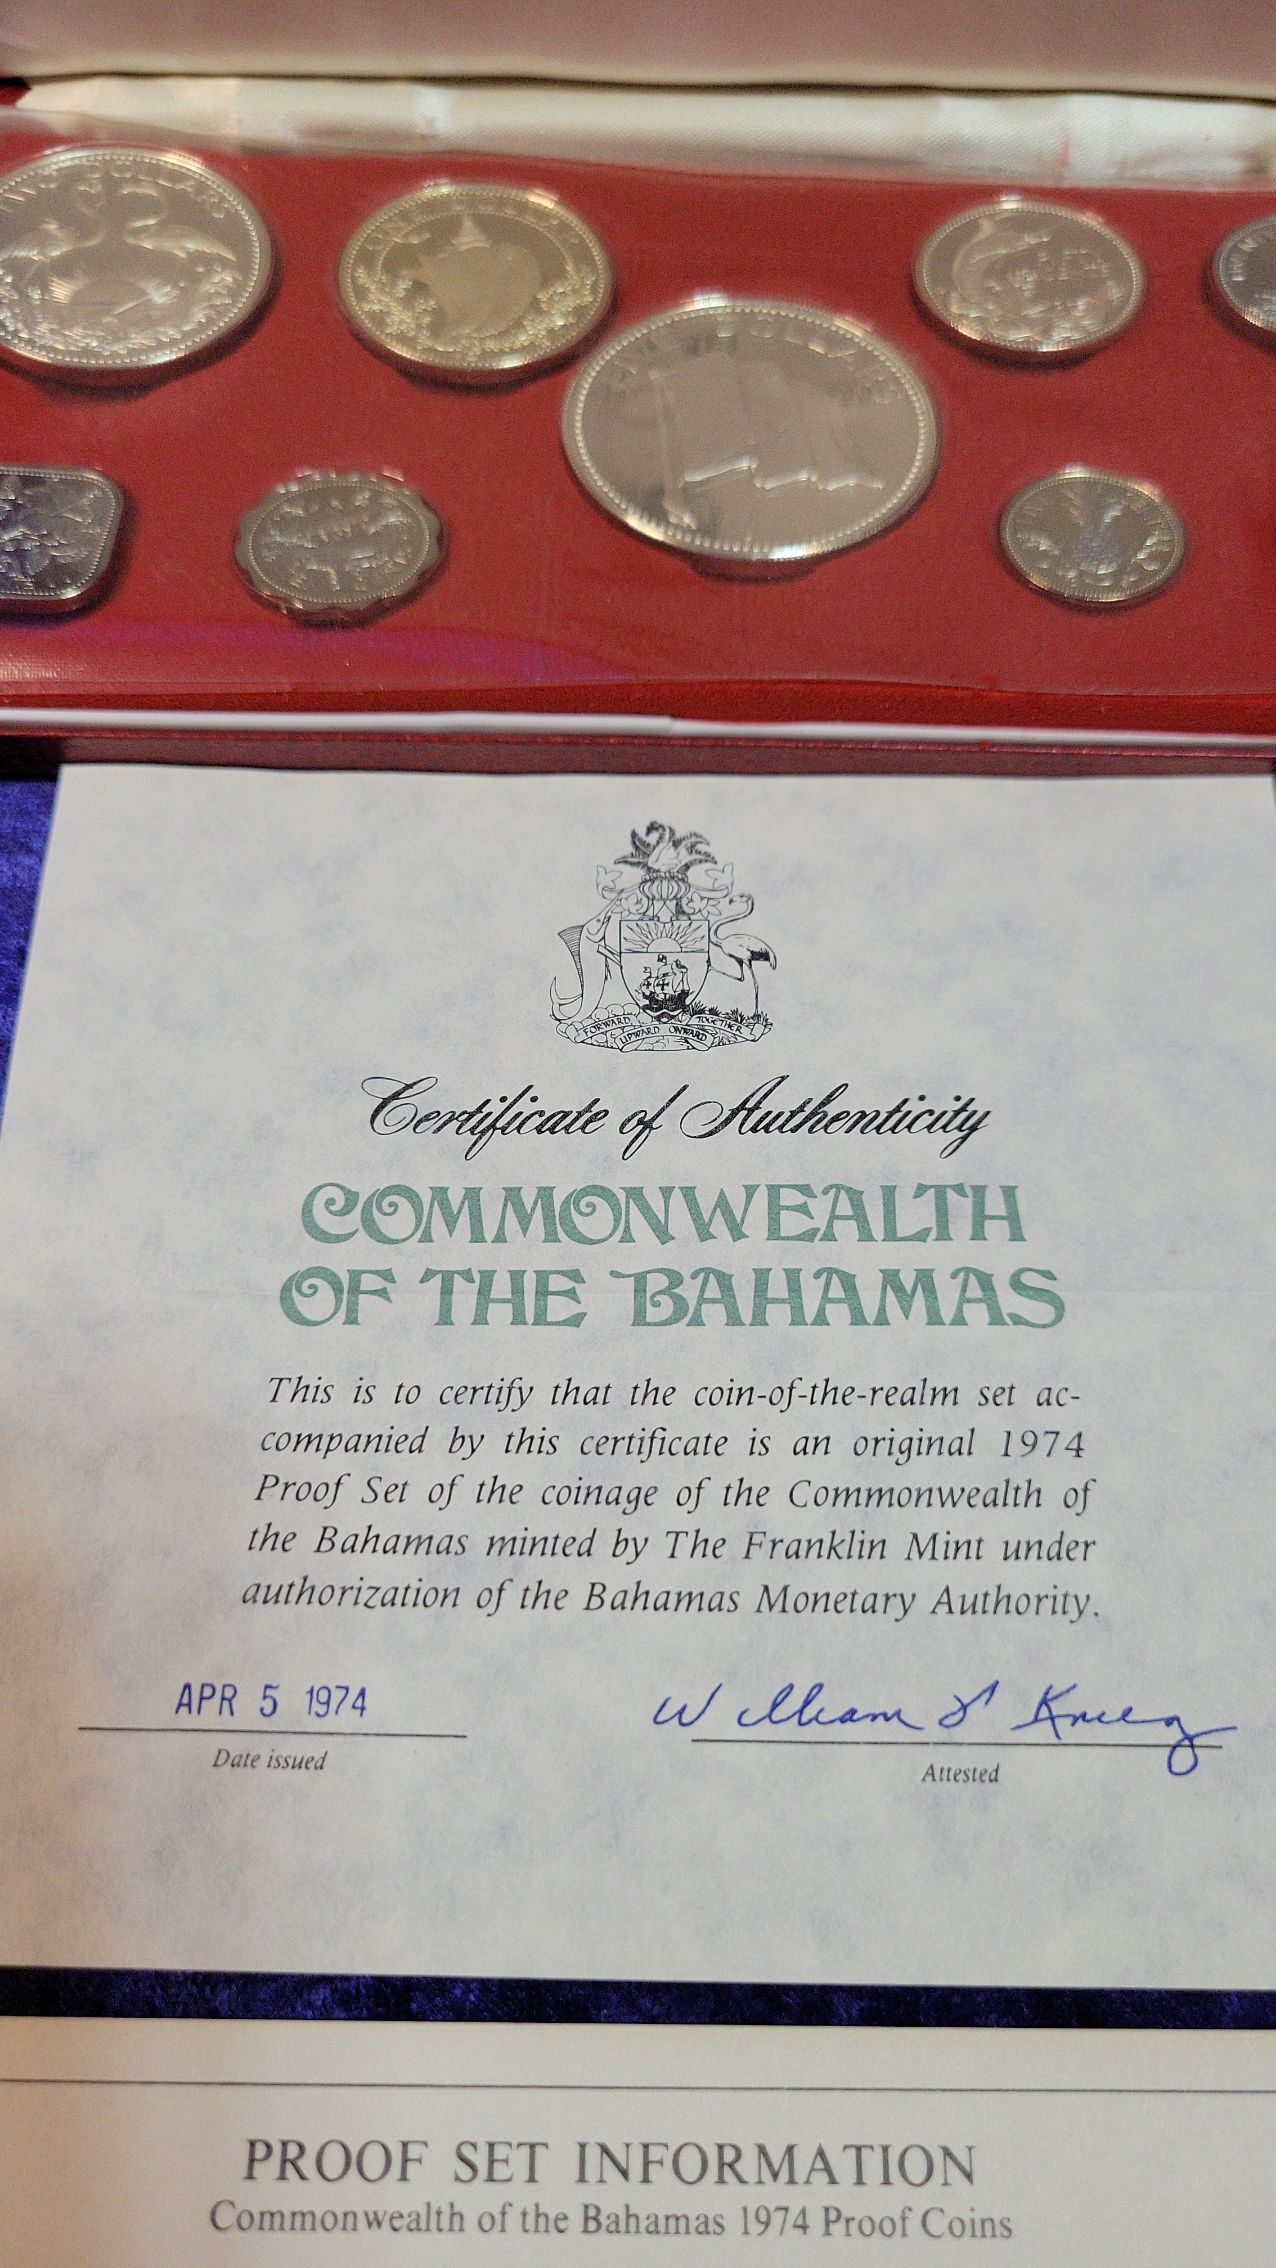 FORWARD UPWARD ONWARD TOGETHER
Certificate of Authenticity
COMMONWEALTH
OF THE BAHAMAS
This is to certify that the coin-of-the-realm set ac-
companied by this certificate is an original 1974
Proof Set of the coinage of the Commonwealth of
the Bahamas minted by The Franklin Mint under
authorization of the Bahamas Monetary Authority.
APR 5 1974
Date issued
Attested
PROOF SET INFORMATION
Commonwealth of the Bahamas 1974 Proof Coins